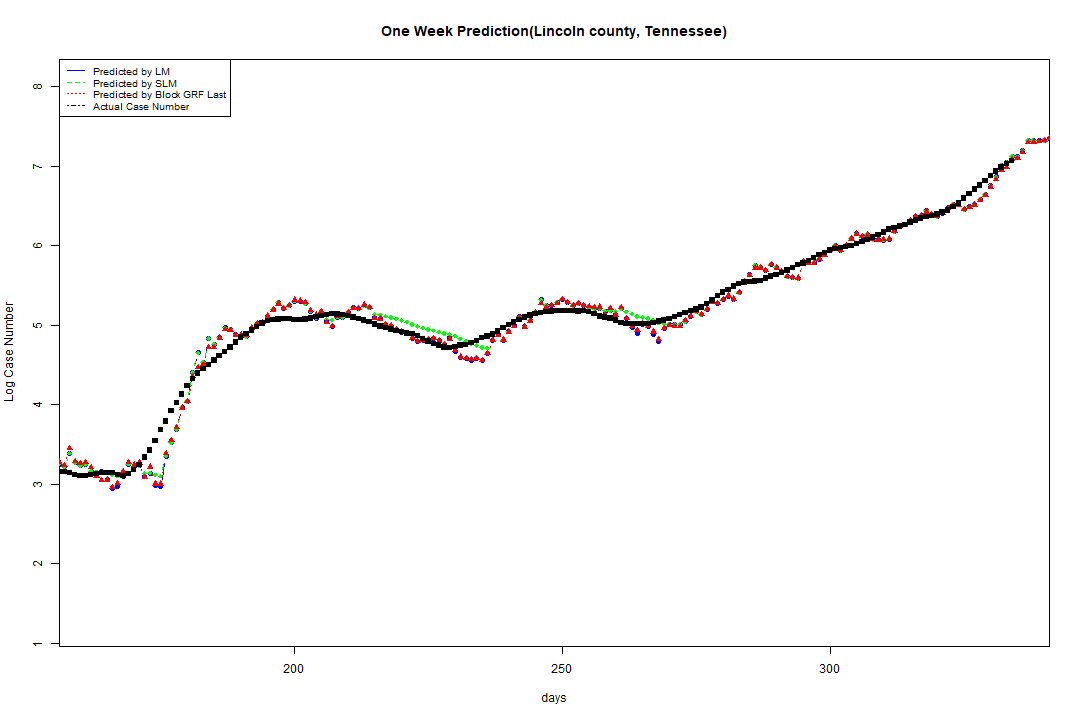 One Week Prediction(Lincoln county, Tennessee)
Predicted by LM
Predicted by SLM
Predicted by Block GRF Last
Actual Case Number
8
7
6
5
4
3
2
1
Log Case Number
200 250 300
days